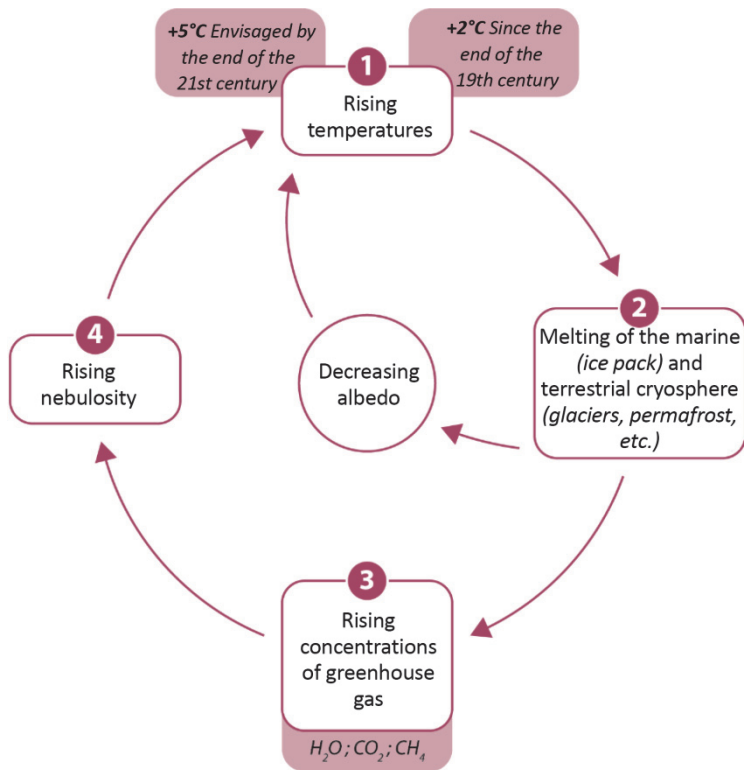 +5°C Envisaged by
the end of the
21st century
+2°C Since the
end of the
19th century
1
Rising
temperatures
2
Melting of the marine
(ice pack) and
terrestrial cryosphere
(glaciers, permafrost,
etc.)
4
Rising
nebulosity
Decreasing
albedo
3
Rising
concentrations
of greenhouse
gas
H₂O ; CO₂ ; CH₄